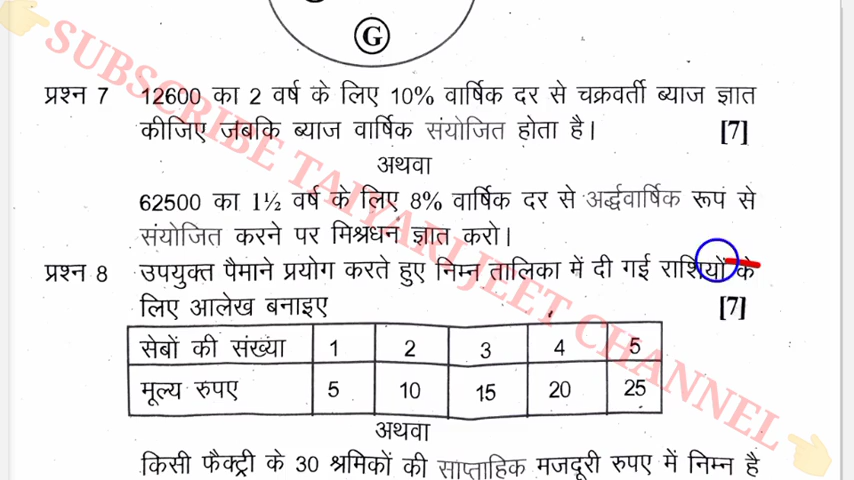 G
प्रश्न 7 12600 का 2 वर्ष के लिए 10% वार्षिक दर से चक्रवर्ती ब्याज ज्ञात
कीजिए जबकि ब्याज वार्षिक संयोजित होता है। [7]
अथवा
62500 का 1½ वर्ष के लिए 8% वार्षिक दर से अर्द्धवार्षिक रूप से
संयोजित करने पर मिश्रधन ज्ञात करो।
प्रश्न 8 उपयुक्त पैमाने प्रयोग करते हुए निम्न तालिका में दी गई राशियों के
लिए आलेख बनाइए [7]
सेबों की संख्या 1 2 3 4 5
मूल्य रुपए 5 10 15 20 25
अथवा
किसी फैक्ट्री के 30 श्रमिकों की साप्ताहिक मजदूरी रुपए में निम्न है
SUBSCRIBE TAIYARIJEET CHANNEL